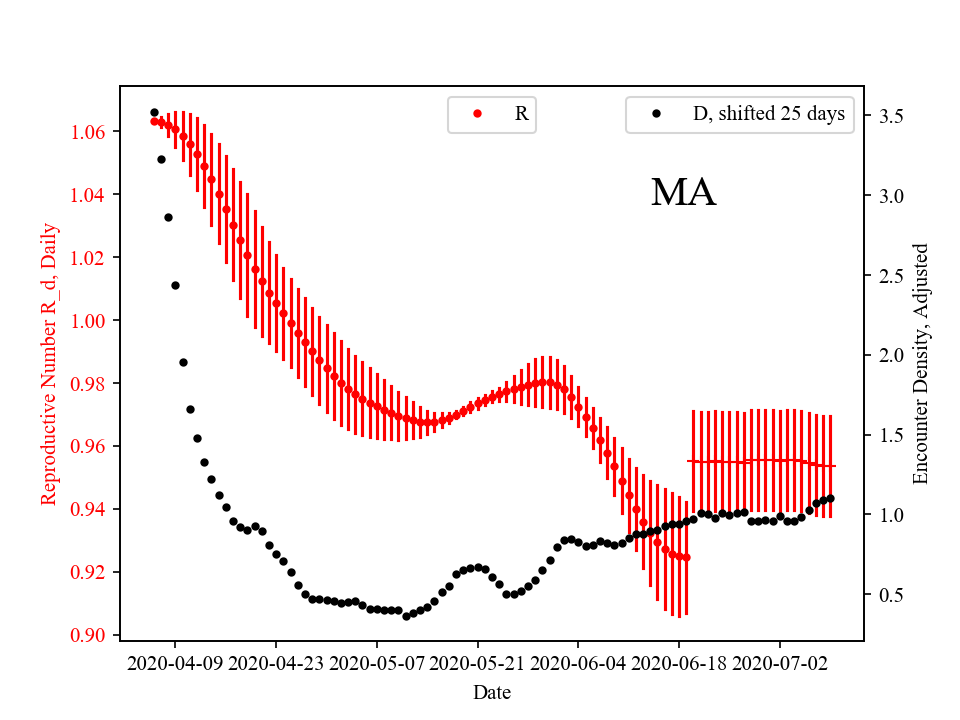 R
D, shifted 25 days
MA
Reproductive Number R_d, Daily
1.06
1.04
1.02
1.00
0.98
0.96
0.94
0.92
0.90
3.5
3.0
2.5
2.0
1.5
1.0
0.5
Encounter Density, Adjusted
2020-04-09 2020-04-23 2020-05-07 2020-05-21 2020-06-04 2020-06-18 2020-07-02
Date